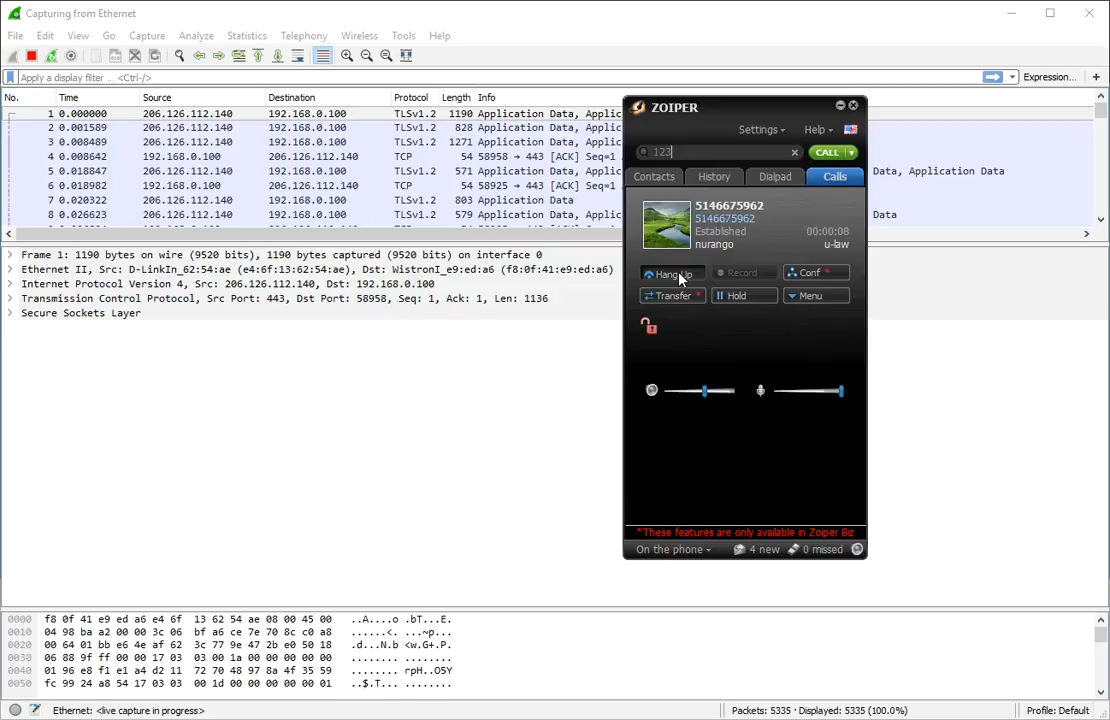 Capturing from Ethernet
File Edit View Go Capture Analyze Statistics Telephony Wireless Tools Help
Apply a display filter ... <Ctrl-/> Expression... +
No. Time Source Destination Protocol Length Info
1 0.000000 206.126.112.140 192.168.0.100 TLSv1.2 1190 Application Data, Applic
2 0.001589 206.126.112.140 192.168.0.100 TLSv1.2 828 Application Data, Applic
3 0.008489 206.126.112.140 192.168.0.100 TLSv1.2 1271 Application Data, Applic
4 0.008642 192.168.0.100 206.126.112.140 TCP 54 58958 → 443 [ACK] Seq=1
5 0.018847 206.126.112.140 192.168.0.100 TLSv1.2 571 Application Data, Applic Data, Application Data
6 0.018982 192.168.0.100 206.126.112.140 TCP 54 58925 → 443 [ACK] Seq=1
7 0.020322 206.126.112.140 192.168.0.100 TLSv1.2 803 Application Data
8 0.026623 206.126.112.140 192.168.0.100 TLSv1.2 579 Application Data, Applic Data
Frame 1: 1190 bytes on wire (9520 bits), 1190 bytes captured (9520 bits) on interface 0
Ethernet II, Src: D-LinkIn_62:54:ae (e4:6f:13:62:54:ae), Dst: WistronI_e9:ed:a6 (f8:0f:41:e9:ed:a6)
Internet Protocol Version 4, Src: 206.126.112.140, Dst: 192.168.0.100
Transmission Control Protocol, Src Port: 443, Dst Port: 58958, Seq: 1, Ack: 1, Len: 1136
Secure Sockets Layer
ZOIPER
Settings Help
123 CALL
Contacts History Dialpad Calls
5146675962
5146675962
Established 00:00:08
nurango u-law
Hang Up Record Conf *
Transfer * Hold Menu
*These features are only available in Zoiper Biz
On the phone 4 new 0 missed
0000 f8 0f 41 e9 ed a6 e4 6f 13 62 54 ae 08 00 45 00 ..A....o .bT...E.
0010 04 98 ba a2 00 00 3c 06 bf a6 ce 7e 70 8c c0 a8 ......<. ...~p...
0020 00 64 01 bb e6 4e af 62 3c 77 9e 47 2b e0 50 18 .d...N.b <w.G+.P.
0030 06 88 9f ff 00 00 17 03 03 00 1a 00 00 00 00 00 ........ ........
0040 01 96 e8 f1 e1 a4 d2 11 72 70 48 97 8a 4f 35 59 ........ rpH..O5Y
0050 fc 99 24 a8 54 17 03 03 00 1d 00 00 00 00 00 01 ..$.T... ........
Ethernet: <live capture in progress> Packets: 5335 · Displayed: 5335 (100.0%) Profile: Default